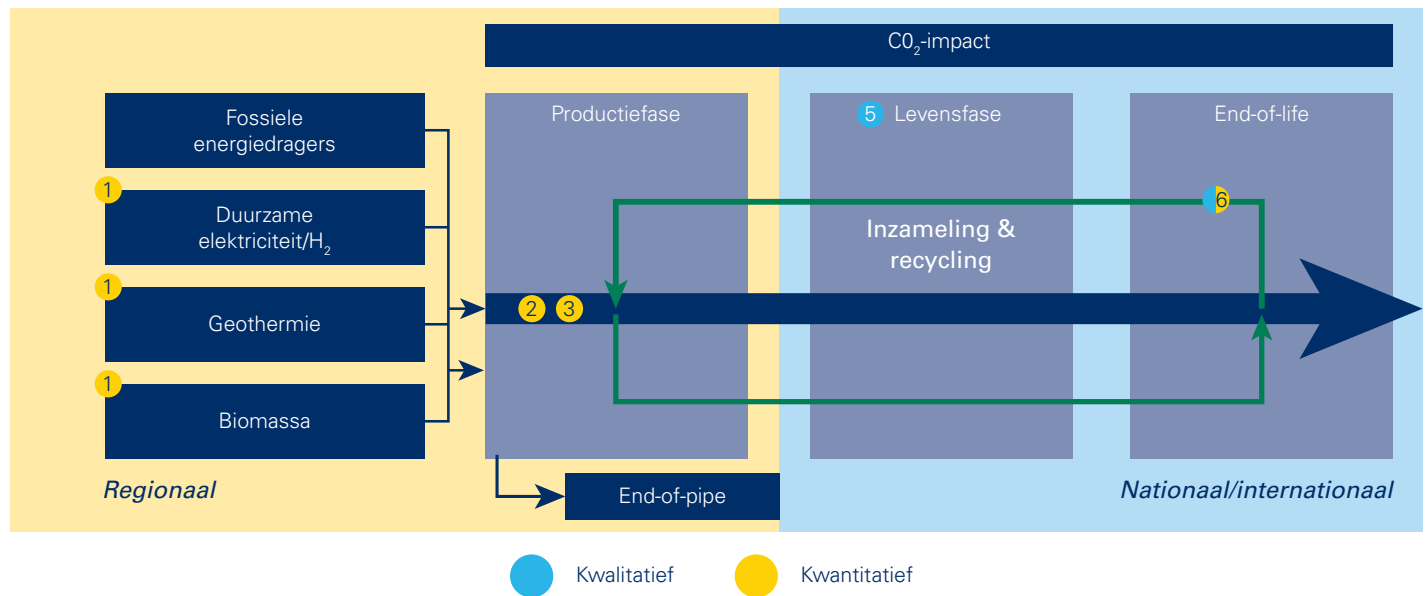 C0₂-impact
Fossiele
energiedragers
1
Duurzame
elektriciteit/H₂
1
Geothermie
1
Biomassa
Productiefase
5 Levensfase
End-of-life
6
Inzameling &
recycling
2 3
Regionaal
End-of-pipe
Nationaal/internationaal
Kwalitatief
Kwantitatief